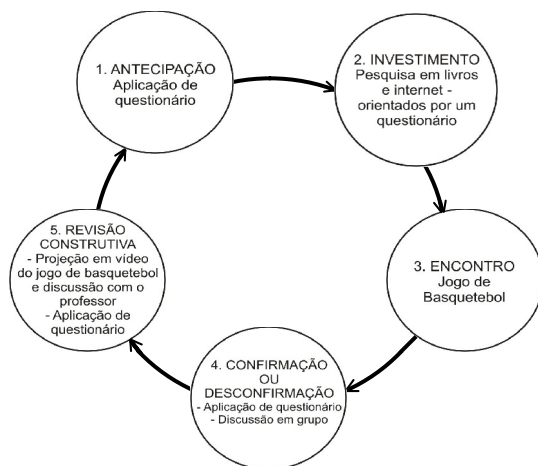 1. ANTECIPAÇÃO
Aplicação de
questionário
2. INVESTIMENTO
Pesquisa em livros
e internet -
orientados por um
questionário
3. ENCONTRO
Jogo de
Basquetebol
4. CONFIRMAÇÃO
OU
DESCONFIRMAÇÃO
- Aplicação de questionário
- Discussão em grupo
5. REVISÃO
CONSTRUTIVA
- Projeção em vídeo
do jogo de basquetebol
e discussão com o
professor
- Aplicação de
questionário